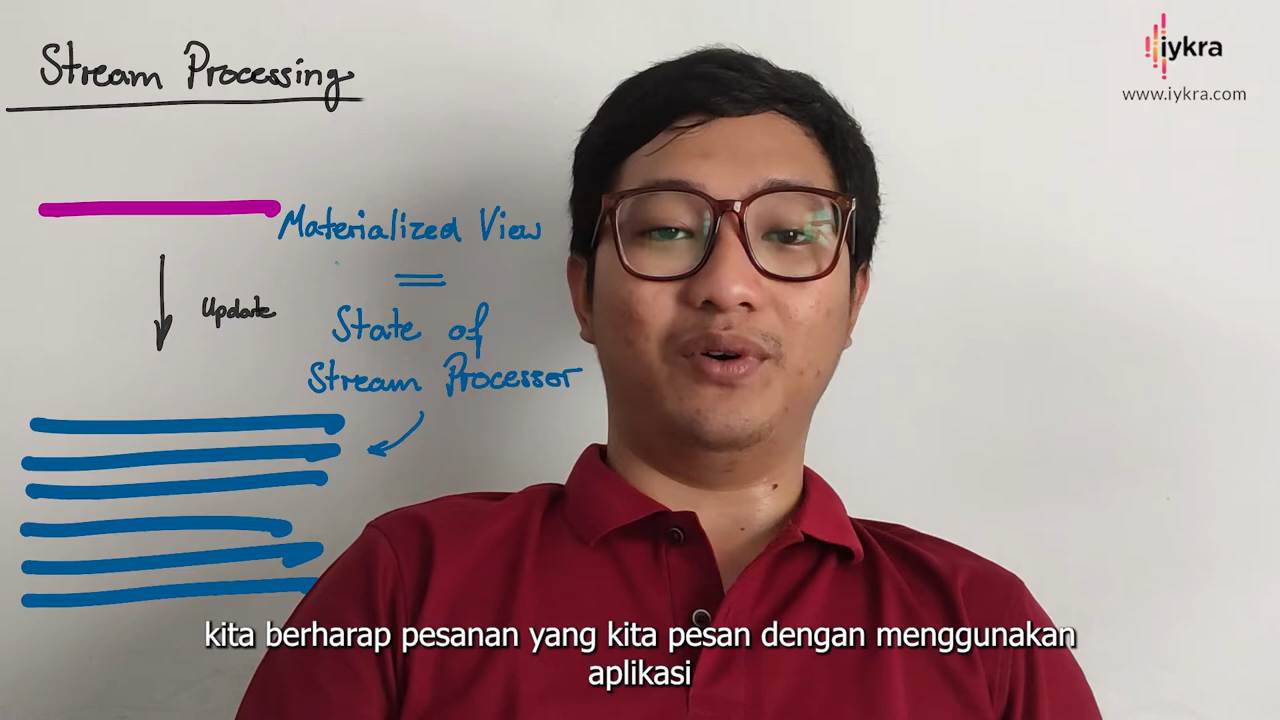 Stream Processing
iykra
www.iykra.com
Materialized View
=
Update
State of
Stream Processor
kita berharap pesanan yang kita pesan dengan menggunakan
aplikasi